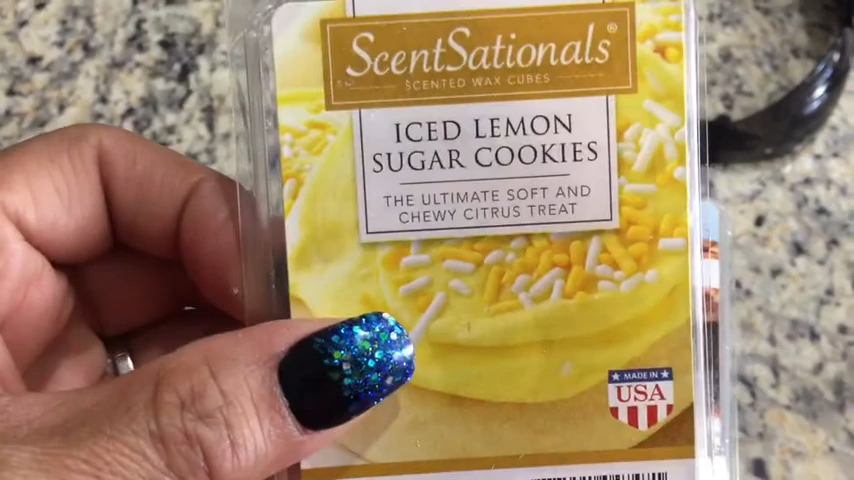 ScentSationals®
SCENTED WAX CUBES
ICED LEMON
SUGAR COOKIES
THE ULTIMATE SOFT AND
CHEWY CITRUS TREAT
MADE IN
USA